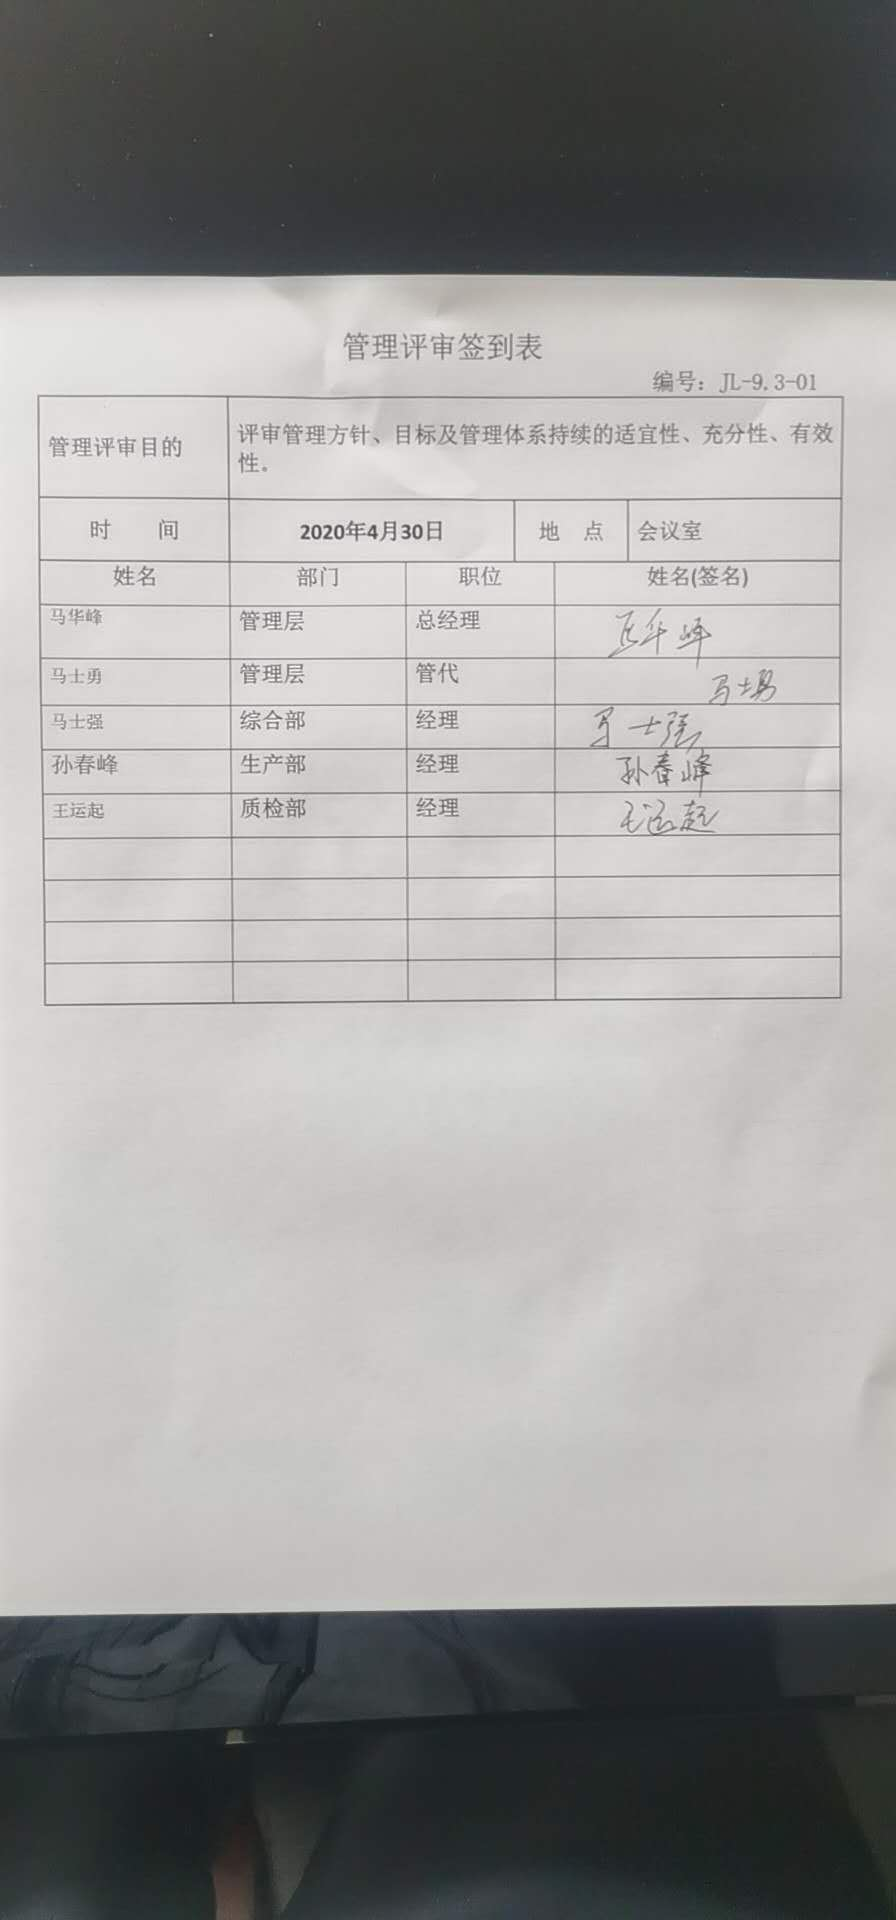 管理评审签到表
编号：JL-9.3-01
管理评审目的 评审管理方针、目标及管理体系持续的适宜性、充分性、有效
性。
时 间 2020年4月30日 地 点 会议室
姓名 部门 职位 姓名(签名)
马华峰 管理层 总经理 马华峰
马士勇 管理层 管代 马士勇
马士强 综合部 经理 马士强
孙春峰 生产部 经理 孙春峰
王运起 质检部 经理 王运起